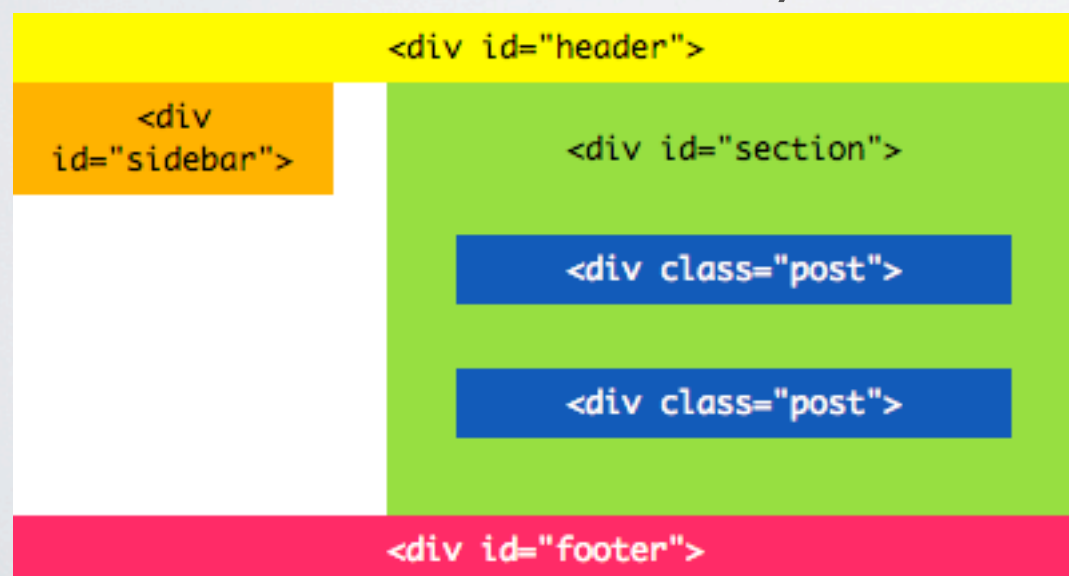 <div id="header">
<div
id="sidebar">
<div id="section">
<div class="post">
<div class="post">
<div id="footer">